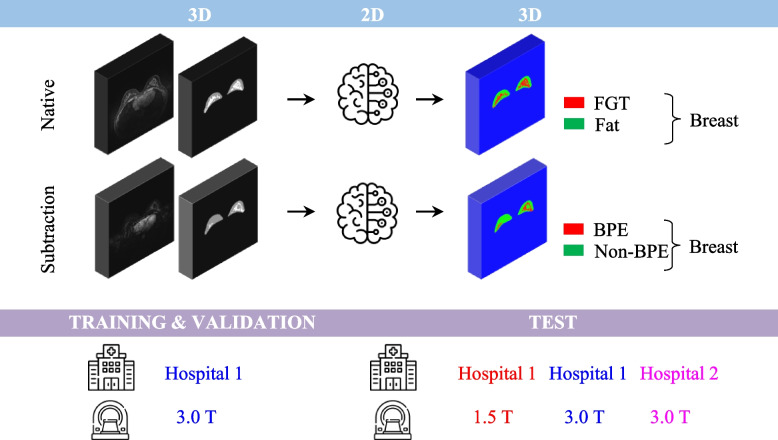 3D 2D 3D
Native
FGT
Fat
Breast
Subtraction
BPE
Non-BPE
Breast
TRAINING & VALIDATION TEST
Hospital 1 Hospital 1 Hospital 1 Hospital 2
3.0 T 1.5 T 3.0 T 3.0 T